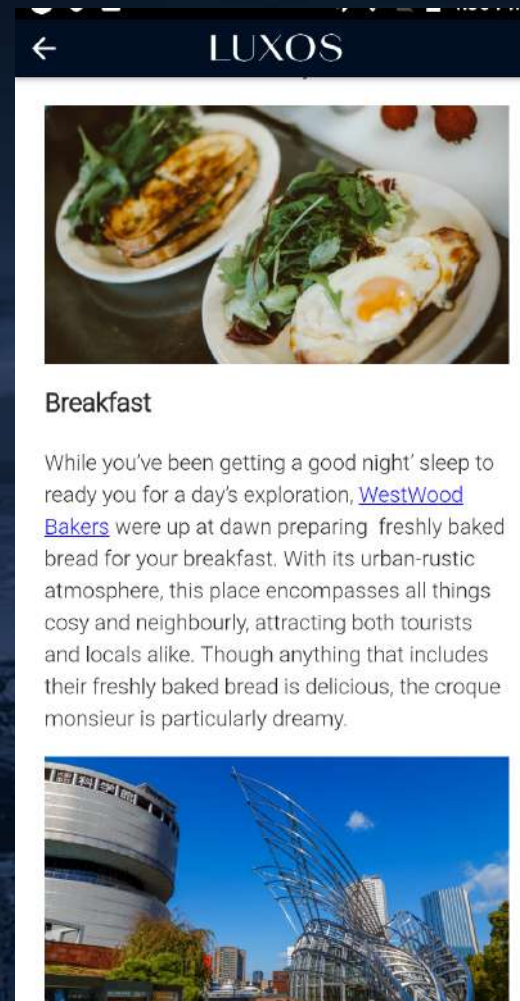 LUXOS
Breakfast
While you've been getting a good night' sleep to
ready you for a day's exploration, WestWood
Bakers were up at dawn preparing  freshly baked
bread for your breakfast. With its urban-rustic
atmosphere, this place encompasses all things
cosy and neighbourly, attracting both tourists
and locals alike. Though anything that includes
their freshly baked bread is delicious, the croque
monsieur is particularly dreamy.
科学館